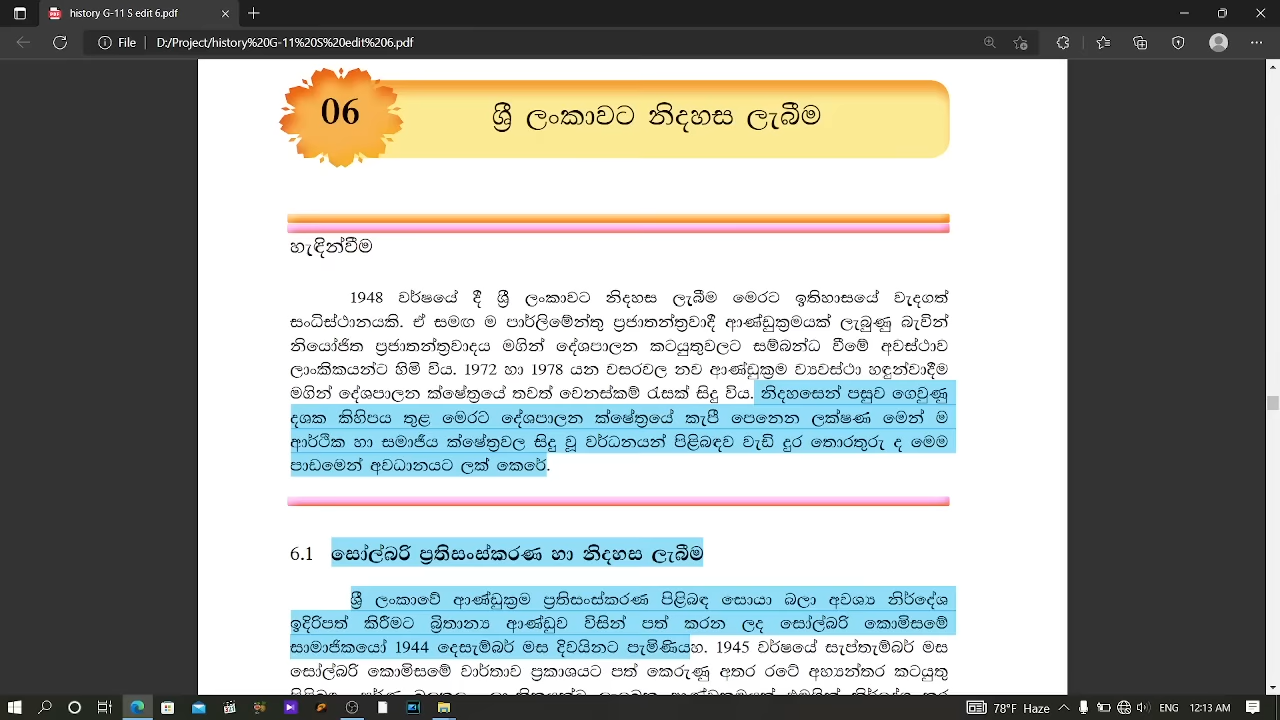 history G-11 S edit 6.pdf
File
D:/Project/history%20G-11%20S%20edit%206.pdf
06
ශ්‍රී ලංකාවට නිදහස ලැබීම
හැඳින්වීම
1948 වර්ෂයේ දී ශ්‍රී ලංකාවට නිදහස ලැබීම මෙරට ඉතිහාසයේ වැදගත්
සංධිස්ථානයකි. ඒ සමඟ ම පාර්ලිමේන්තු ප්‍රජාතන්ත්‍රවාදී ආණ්ඩුක්‍රමයක් ලැබුණු බැවින්
නියෝජිත ප්‍රජාතන්ත්‍රවාදය මගින් දේශපාලන කටයුතුවලට සම්බන්ධ වීමේ අවස්ථාව
ලාංකිකයන්ට හිමි විය. 1972 හා 1978 යන වසරවල නව ආණ්ඩුක්‍රම ව්‍යවස්ථා හඳුන්වාදීම
මගින් දේශපාලන ක්ෂේත්‍රයේ තවත් වෙනස්කම් රැසක් සිදු විය. නිදහසෙන් පසුව ගෙවුණු
දශක කිහිපය තුළ මෙරට දේශපාලන ක්ෂේත්‍රයේ කැපී පෙනෙන ලක්ෂණ මෙන් ම
ආර්ථික හා සමාජීය ක්ෂේත්‍රවල සිදු වූ වර්ධනයන් පිළිබඳව වැඩි දුර තොරතුරු ද මෙම
පාඩමෙන් අවධානයට ලක් කෙරේ.
6.1 සෝල්බරි ප්‍රතිසංස්කරණ හා නිදහස ලැබීම
ශ්‍රී ලංකාවේ ආණ්ඩුක්‍රම ප්‍රතිසංස්කරණ පිළිබඳ සොයා බලා අවශ්‍ය නිර්දේශ
ඉදිරිපත් කිරීමට බ්‍රිතාන්‍ය ආණ්ඩුව විසින් පත් කරන ලද සෝල්බරි කොමිසමේ
සාමාජිකයෝ 1944 දෙසැම්බර් මස දිවයිනට පැමිණියහ. 1945 වර්ෂයේ සැප්තැම්බර් මස
සෝල්බරි කොමිසමේ වාර්තාව ප්‍රකාශයට පත් කෙරුණු අතර රටේ අභ්‍යන්තර කටයුතු
78°F Haze
ENG
12:13 AM